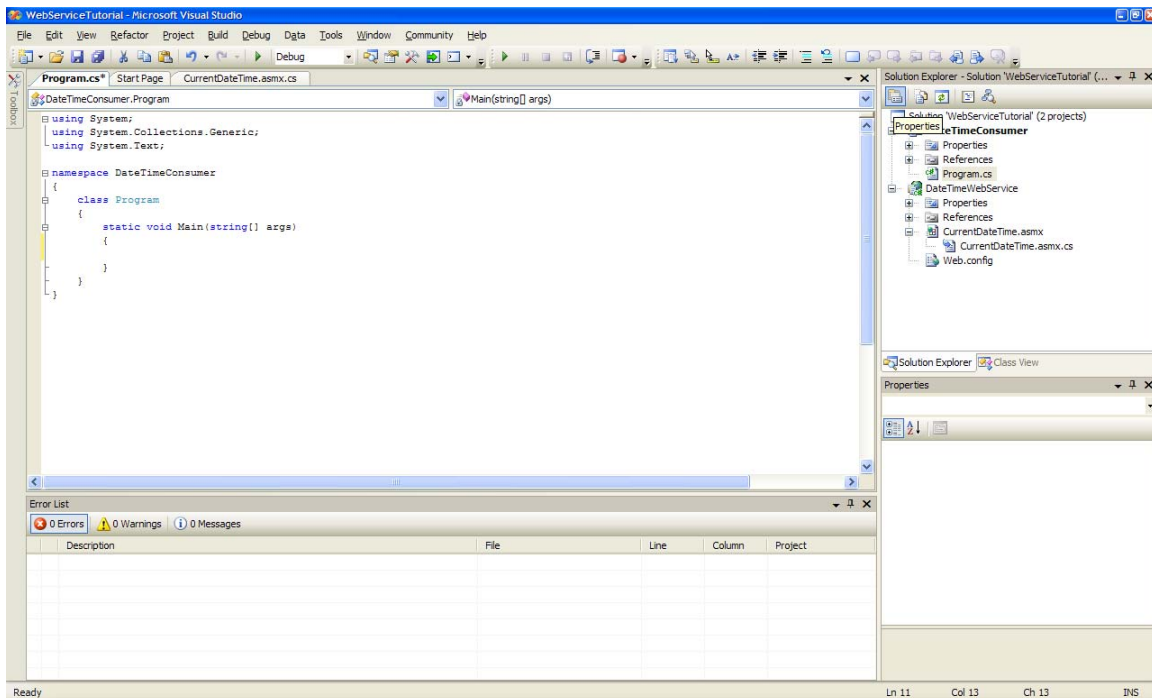 WebServiceTutorial - Microsoft Visual Studio
File Edit View Refactor Project Build Debug Data Tools Window Community Help
Debug
Toolbox
Program.cs* Start Page CurrentDateTime.asmx.cs
DateTimeConsumer.Program Main(string[] args)
using System;
using System.Collections.Generic;
using System.Text;
namespace DateTimeConsumer
{
class Program
{
static void Main(string[] args)
{
}
}
}
Solution Explorer - Solution 'WebServiceTutorial' (...
Solution 'WebServiceTutorial' (2 projects)
Properties
eTimeConsumer
Properties
References
Program.cs
DateTimeWebService
Properties
References
CurrentDateTime.asmx
CurrentDateTime.asmx.cs
Web.config
Solution Explorer Class View
Properties
Error List
0 Errors 0 Warnings 0 Messages
Description File Line Column Project
Ready Ln 11 Col 13 Ch 13 INS